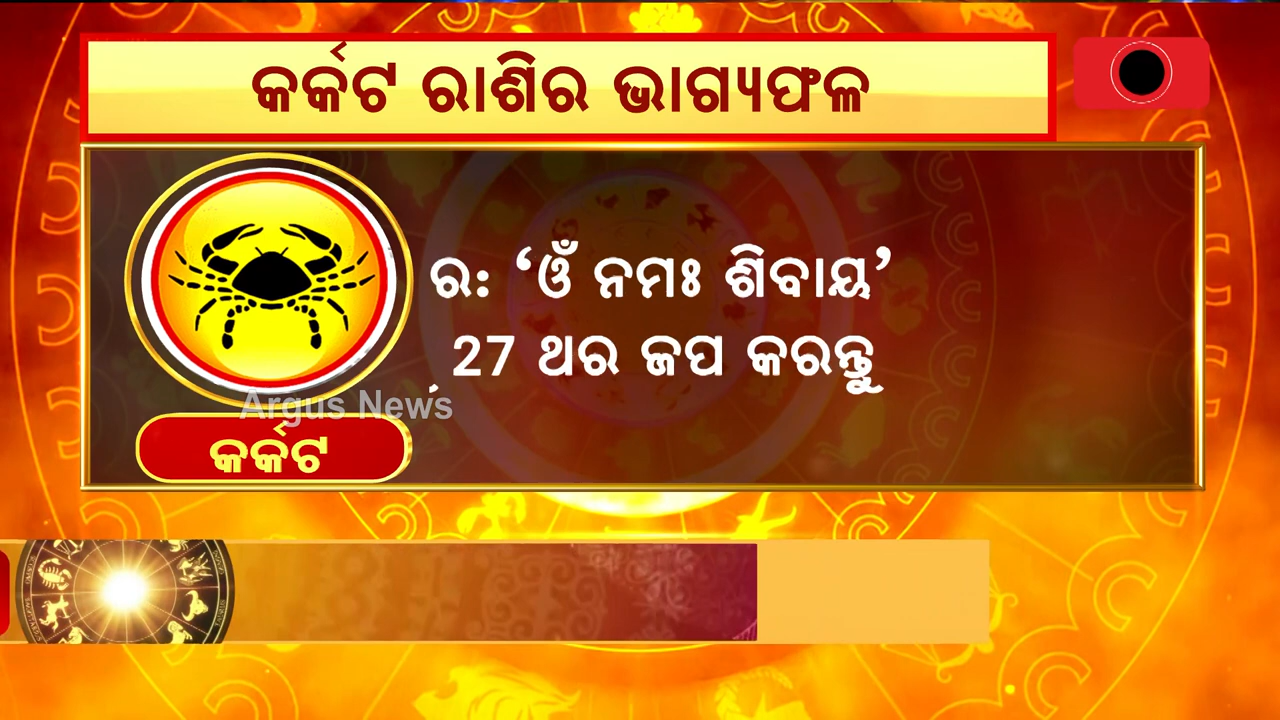 କର୍କଟ ରାଶିର ଭାଗ୍ୟଫଳ
ର: ‘ଓଁ ନମଃ ଶିବାୟ’
27 ଥର ଜପ କରନ୍ତୁ
Argus News
କର୍କଟ